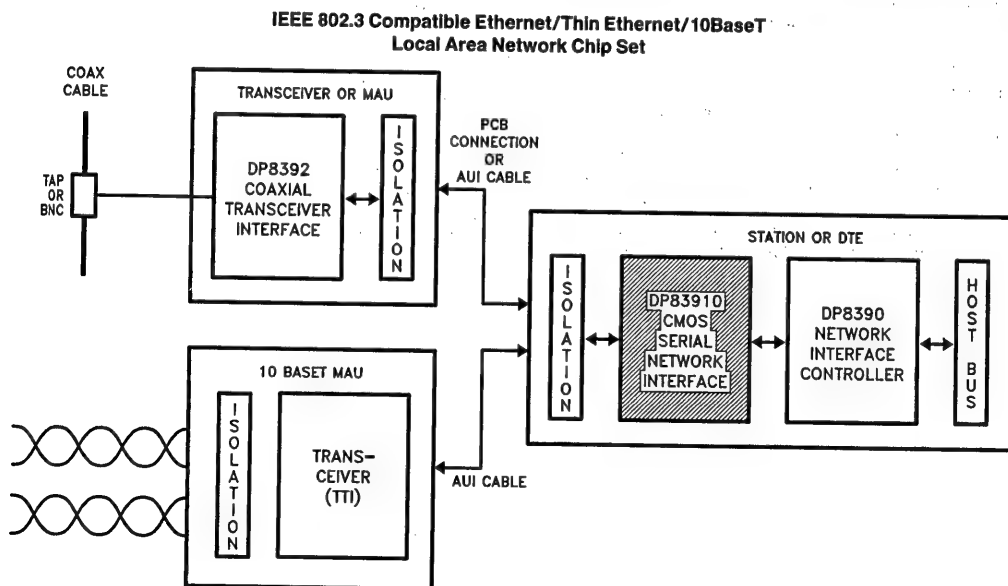 IEEE 802.3 Compatible Ethernet/Thin Ethernet/10BaseT
Local Area Network Chip Set
COAX
CABLE
TAP
OR
BNC
TRANSCEIVER OR MAU
DP8392
COAXIAL
TRANSCEIVER
INTERFACE
ISOLATION
PCB
CONNECTION
OR
AUI CABLE
STATION OR DTE
ISOLATION
DP83910
CMOS
SERIAL
NETWORK
INTERFACE
DP8390
NETWORK
INTERFACE
CONTROLLER
HOST BUS
10 BASET MAU
ISOLATION
TRANS-
CEIVER
(TTI)
AUI CABLE